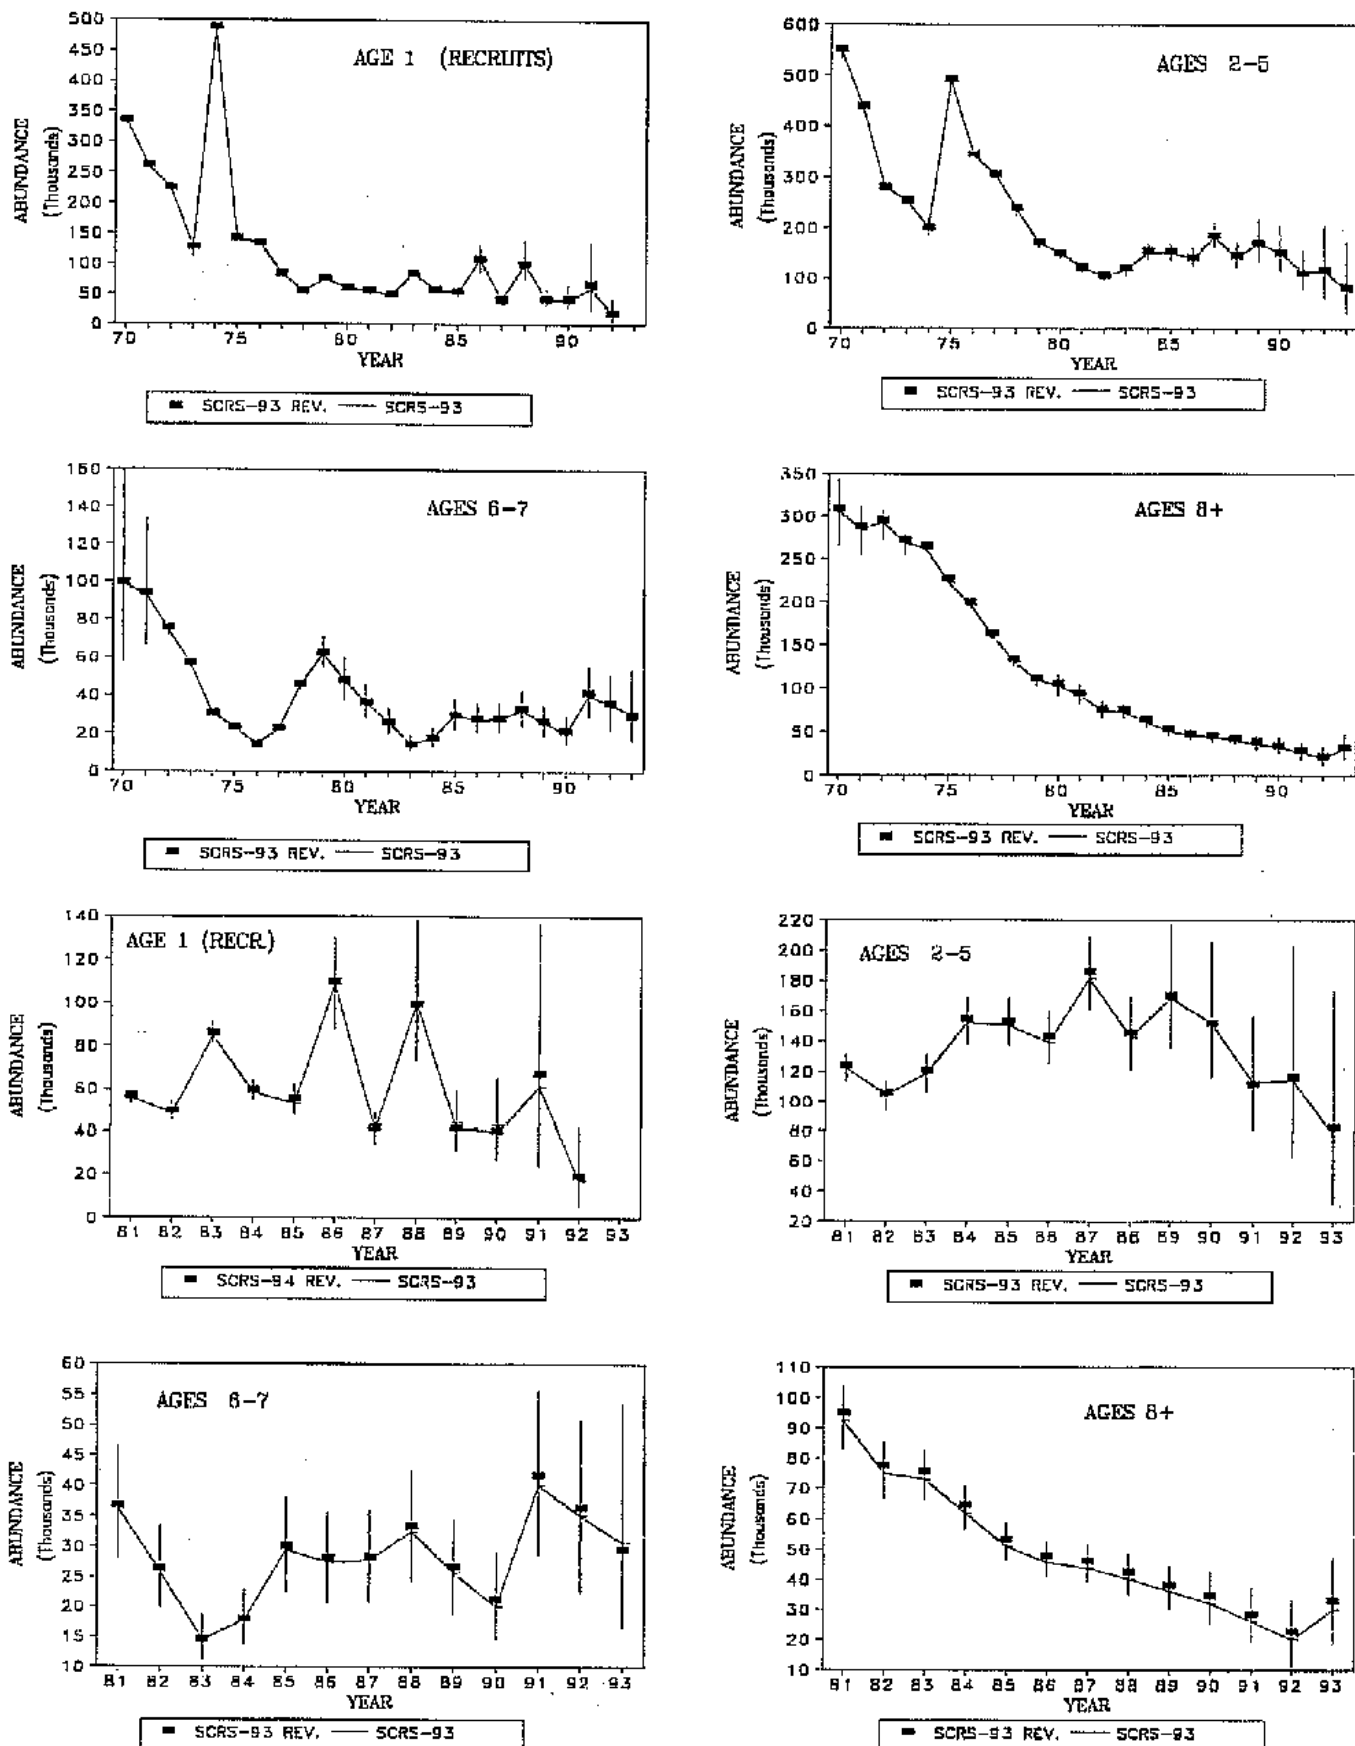 AGE 1 (RECRUITS)
ABUNDANCE
(Thousands)
500
450
400
350
300
250
200
150
100
50
0
70 75 80 85 90
YEAR
SCRS-93 REV. SCRS-93
AGES 2-5
ABUNDANCE
(Thousands)
600
500
400
300
200
100
0
70 75 80 85 90
YEAR
SCRS-93 REV. SCRS-93
AGES 6-7
ABUNDANCE
(Thousands)
160
140
120
100
80
60
40
20
0
70 75 80 85 90
YEAR
SCRS-93 REV. SCRS-93
AGES 8+
ABUNDANCE
(Thousands)
350
300
250
200
150
100
50
0
70 75 80 85 90
YEAR
SCRS-93 REV. SCRS-93
AGE 1 (RECR.)
ABUNDANCE
(Thousands)
140
120
100
80
60
40
20
0
81 82 83 84 85 86 87 88 89 90 91 92 93
YEAR
SCRS-94 REV. SCRS-93
AGES 2-5
ABUNDANCE
(Thousands)
220
200
180
160
140
120
100
80
60
40
20
81 82 83 84 85 86 87 88 89 90 91 92 93
YEAR
SCRS-93 REV. SCRS-93
AGES 6-7
ABUNDANCE
(Thousands)
60
55
50
45
40
35
30
25
20
15
10
81 82 83 84 85 86 87 88 89 90 91 92 93
YEAR
SCRS-93 REV. SCRS-93
AGES 8+
ABUNDANCE
(Thousands)
110
100
90
80
70
60
50
40
30
20
10
81 82 83 84 85 86 87 88 89 90 91 92 93
YEAR
SCRS-93 REV. SCRS-93